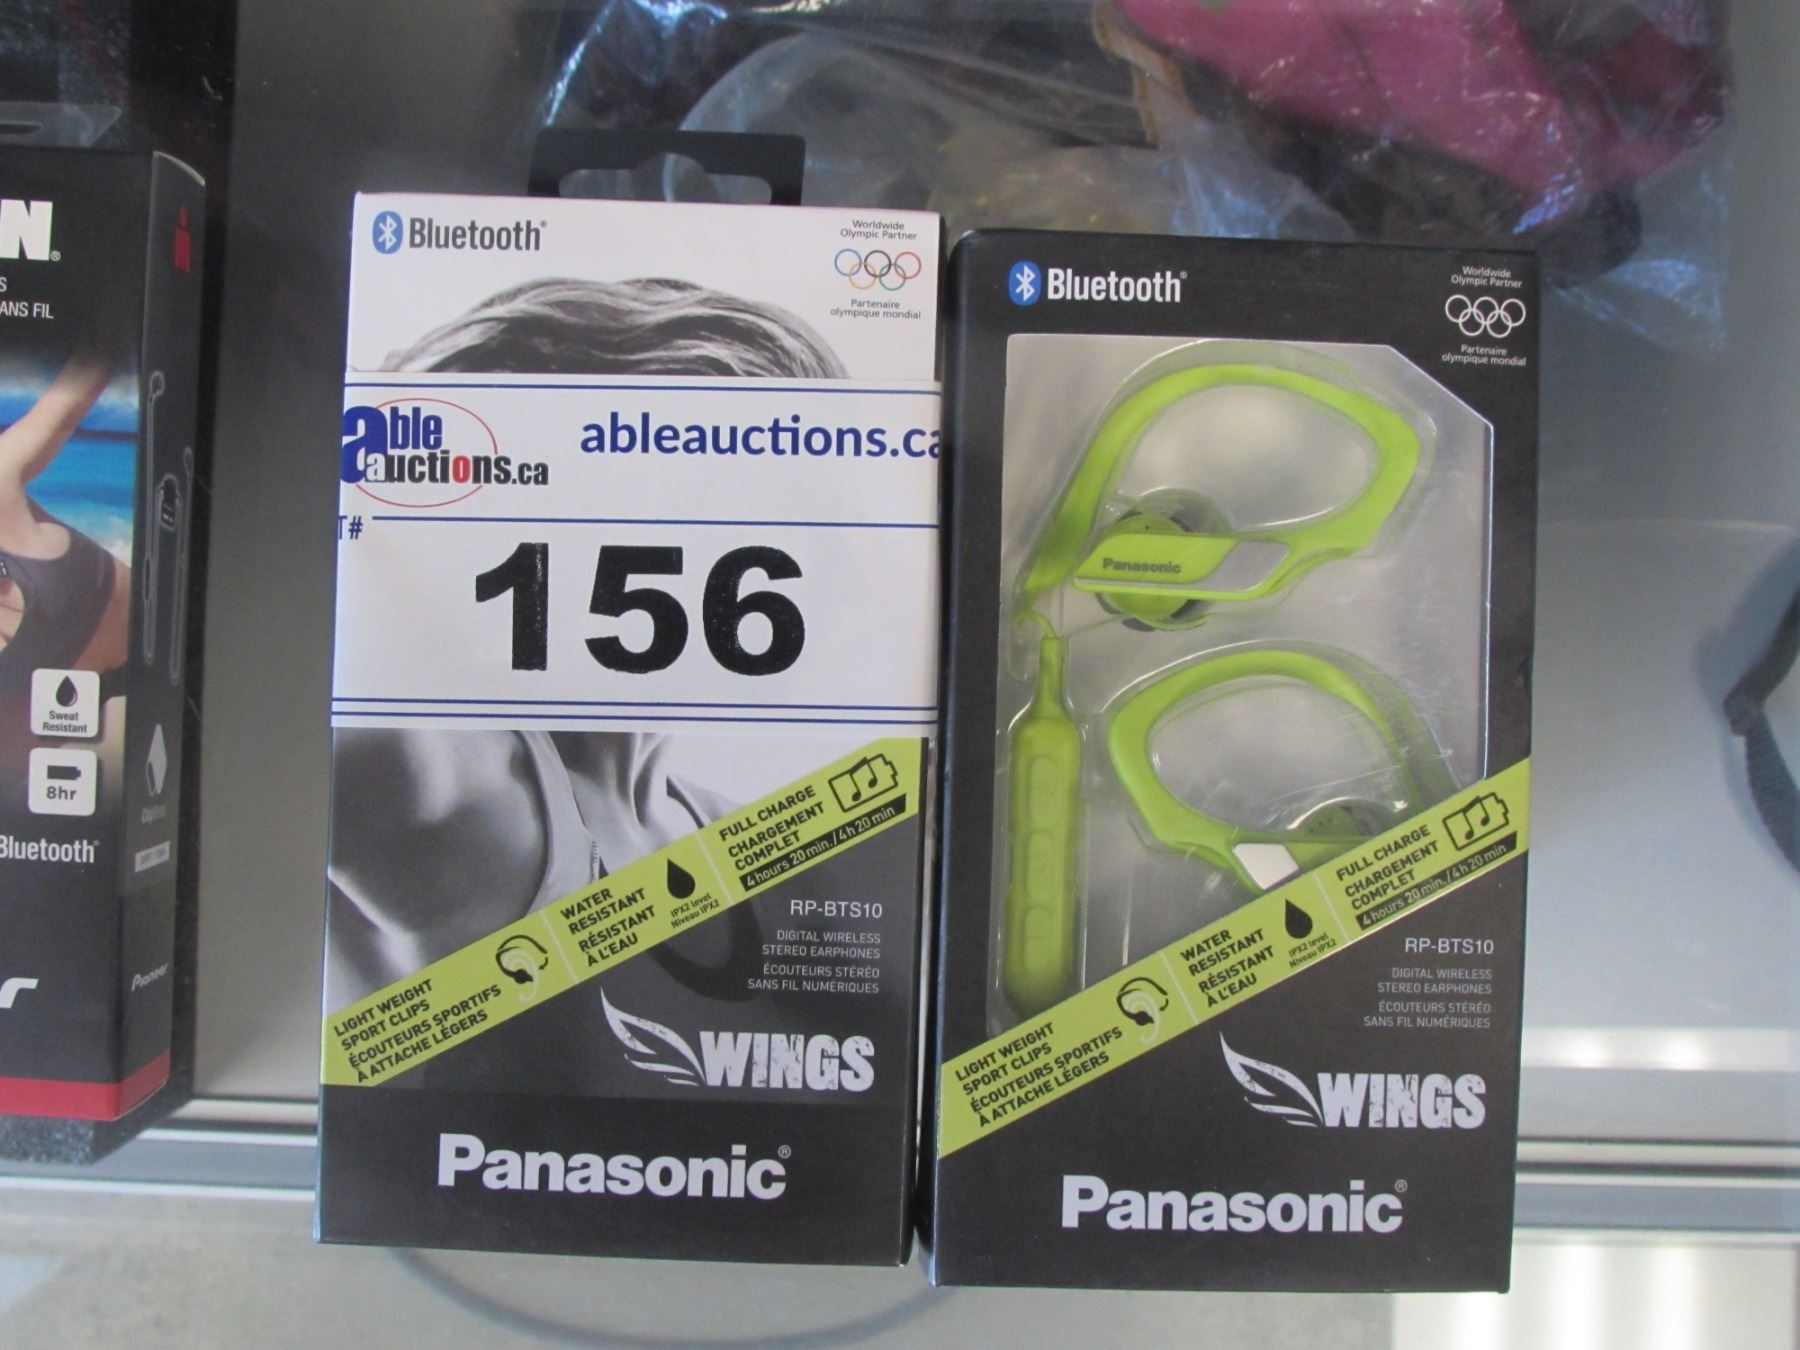 N®
S
ANS FIL
Sweat
Resistant
8hr
Bluetooth®
Pioneer
r
Bluetooth®
Worldwide
Olympic Partner
Partenaire
olympique mondial
able
auctions.ca
ableauctions.ca
T#
156
FULL CHARGE
CHARGEMENT
COMPLET
4 hours 20 min. / 4 h 20 min
WATER
RESISTANT
RÉSISTANT
À L'EAU
IPX2 level
Niveau IPX2
LIGHT WEIGHT
SPORT CLIPS
ÉCOUTEURS SPORTIFS
À ATTACHE LÉGERS
RP-BTS10
DIGITAL WIRELESS
STEREO EARPHONES
ÉCOUTEURS STÉRÉO
SANS FIL NUMÉRIQUES
WINGS
Panasonic®
Bluetooth®
Worldwide
Olympic Partner
Partenaire
olympique mondial
Panasonic
FULL CHARGE
CHARGEMENT
COMPLET
4 hours 20 min. / 4 h 20 min
WATER
RESISTANT
RÉSISTANT
À L'EAU
IPX2 level
Niveau IPX2
LIGHT WEIGHT
SPORT CLIPS
ÉCOUTEURS SPORTIFS
À ATTACHE LÉGERS
RP-BTS10
DIGITAL WIRELESS
STEREO EARPHONES
ÉCOUTEURS STÉRÉO
SANS FIL NUMÉRIQUES
WINGS
Panasonic®